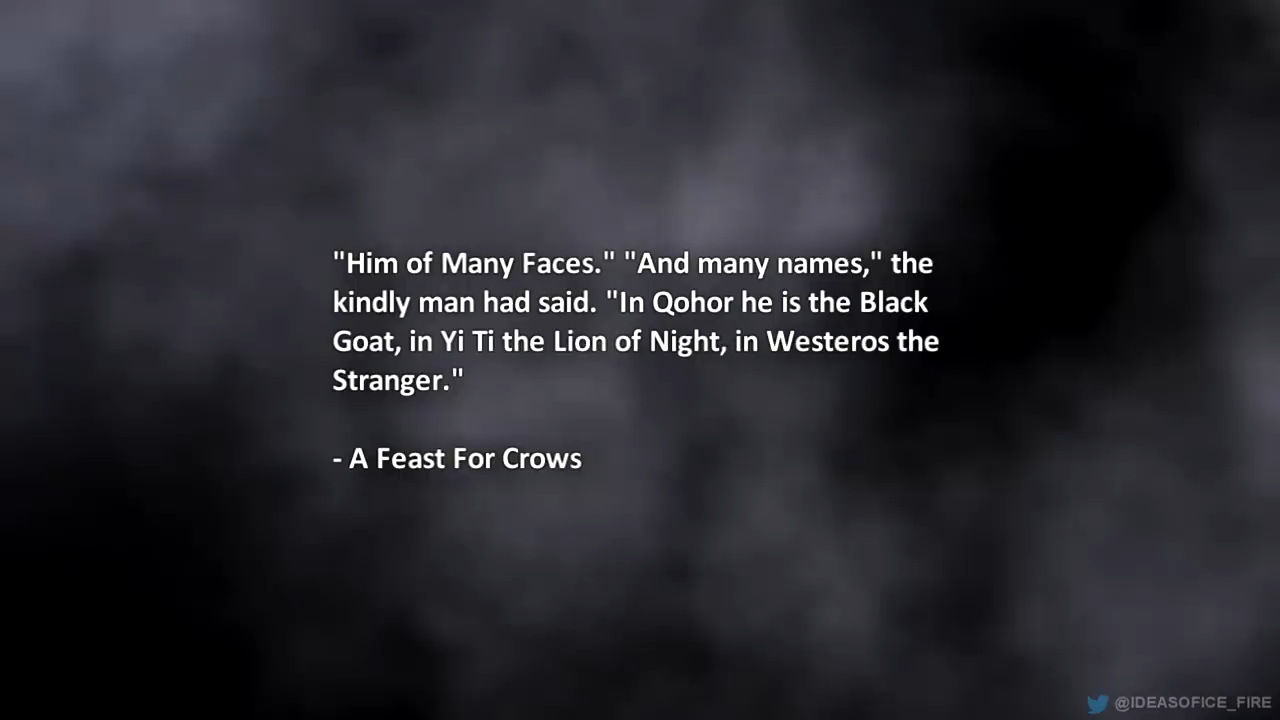 "Him of Many Faces." "And many names," the
kindly man had said. "In Qohor he is the Black
Goat, in Yi Ti the Lion of Night, in Westeros the
Stranger."
- A Feast For Crows
@IDEASOFICE_FIRE